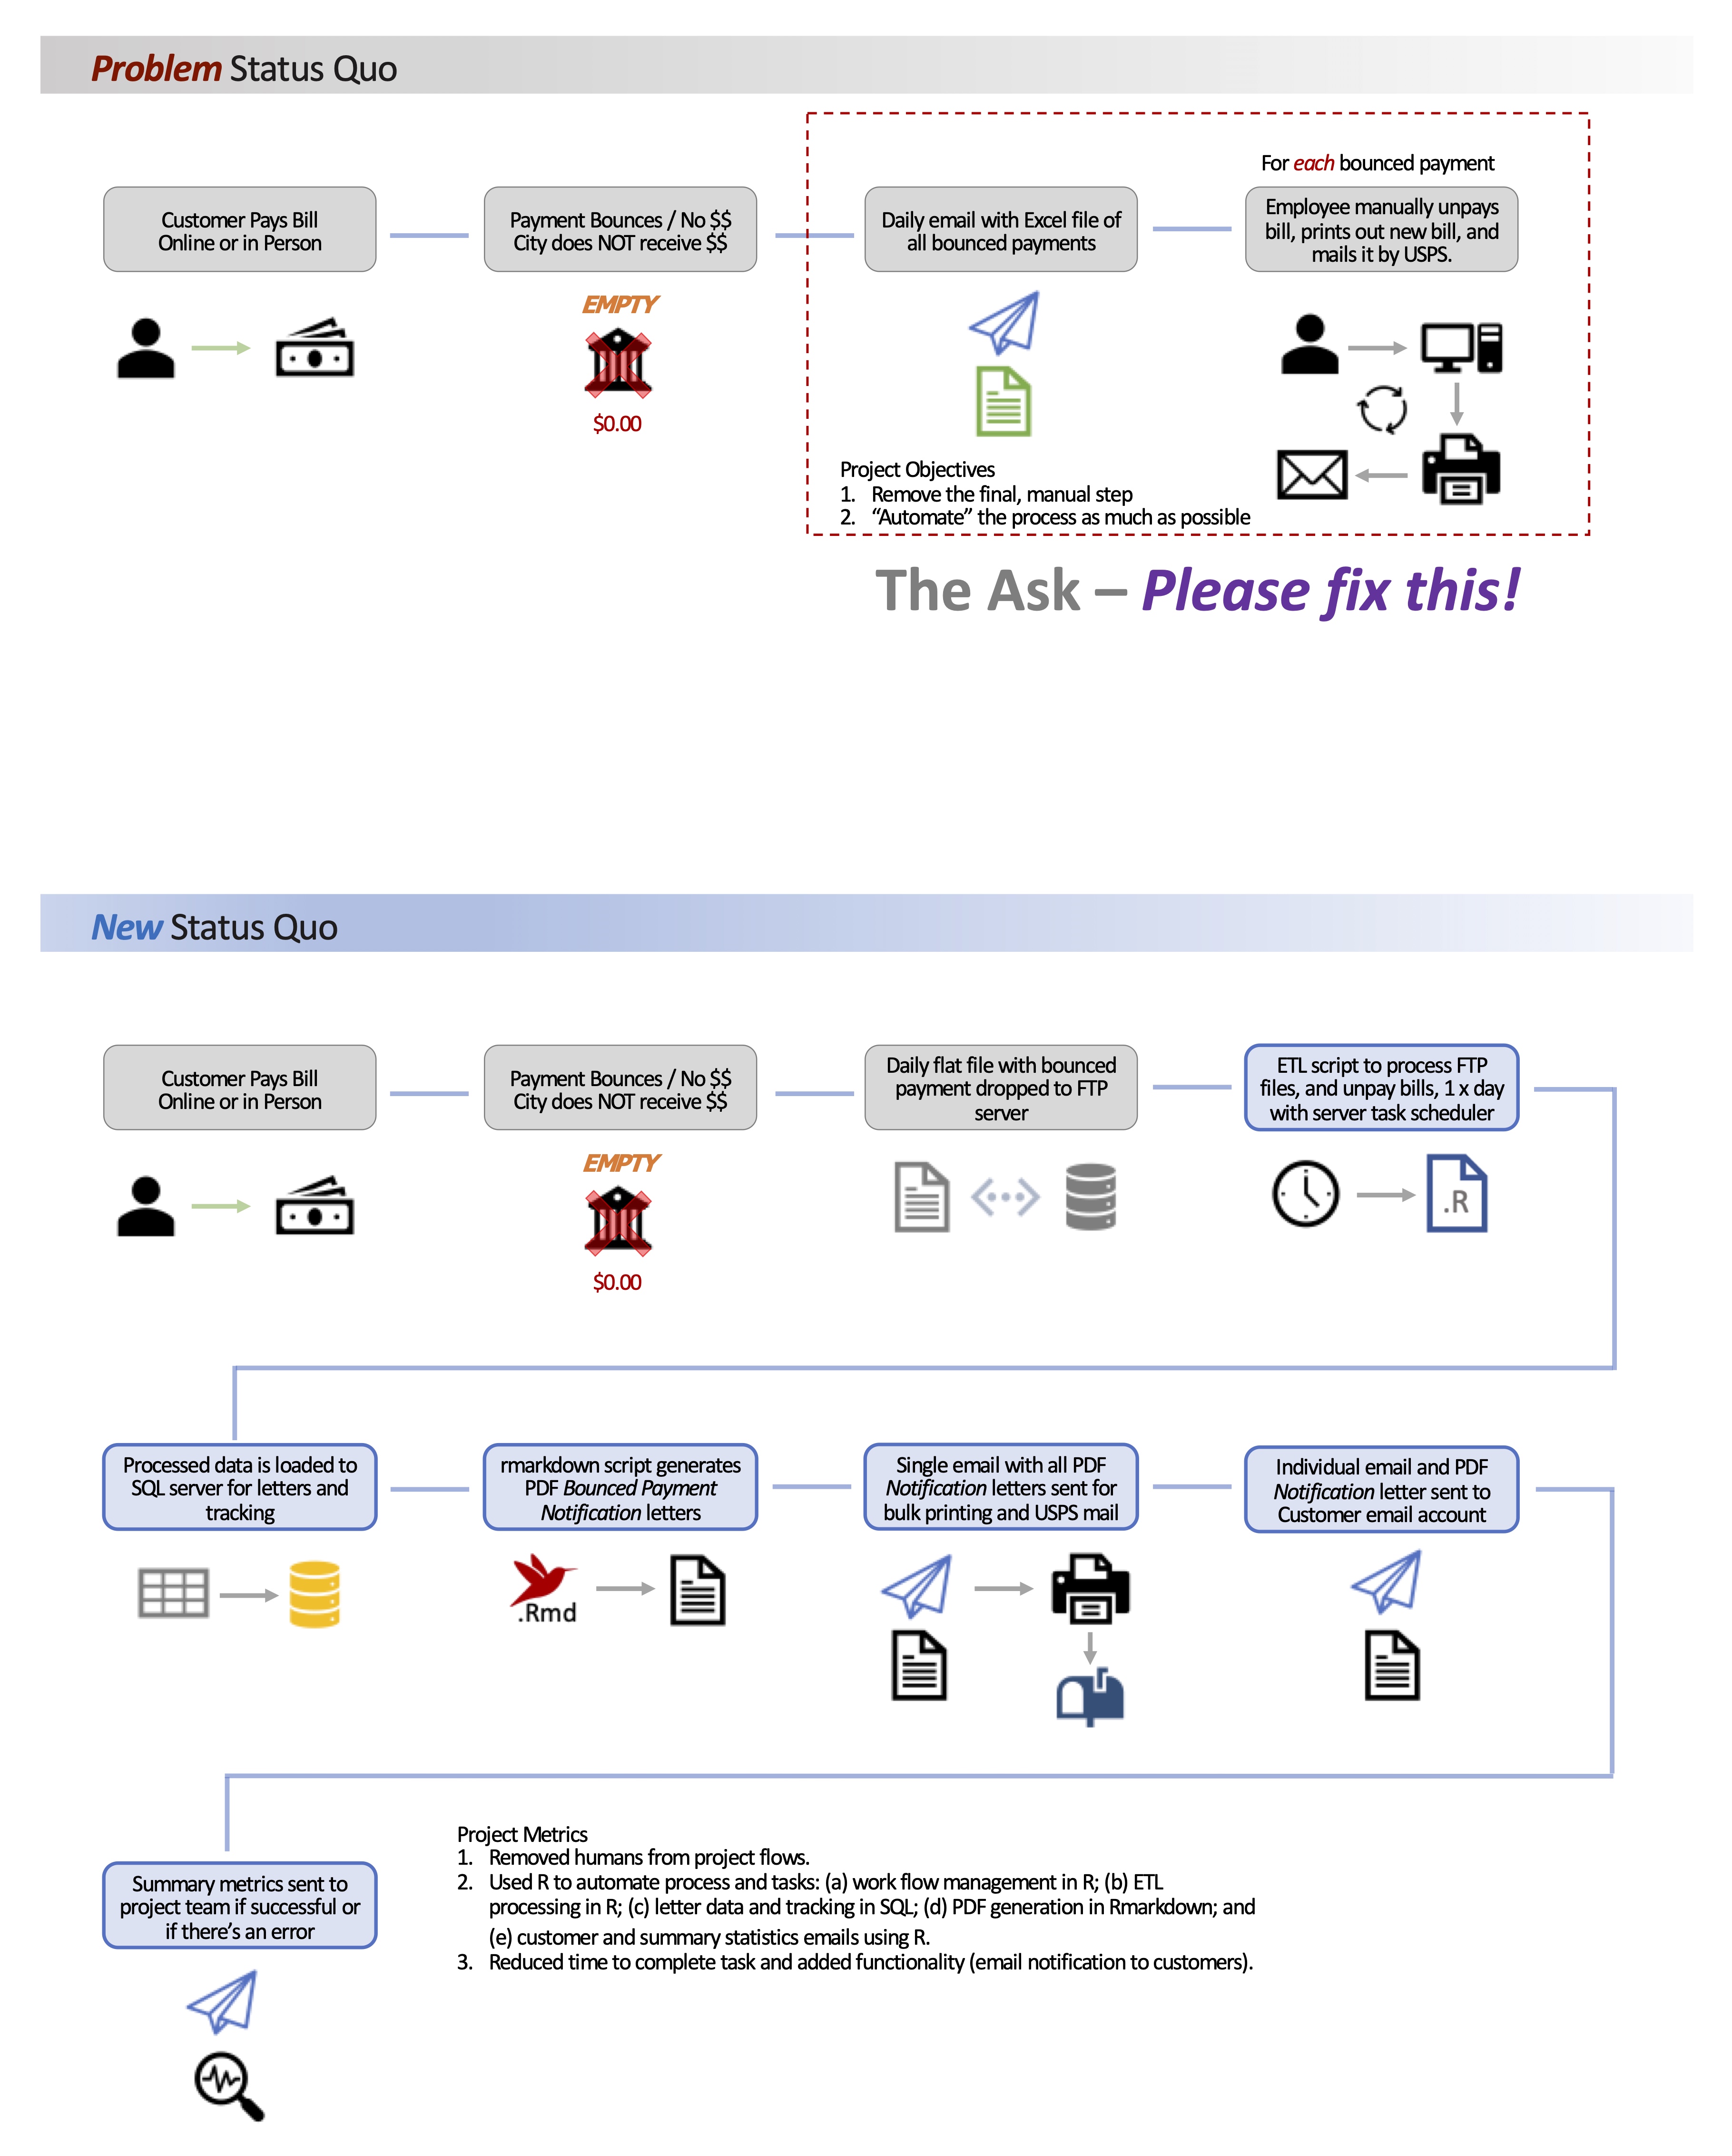 Problem Status Quo
For each bounced payment
Customer Pays Bill
Online or in Person
Payment Bounces / No $$
City does NOT receive $$
Daily email with Excel file of
all bounced payments
Employee manually unpays
bill, prints out new bill, and
mails it by USPS.
EMPTY
$0.00
Project Objectives
1. Remove the final, manual step
2. “Automate” the process as much as possible
The Ask – Please fix this!
New Status Quo
Customer Pays Bill
Online or in Person
Payment Bounces / No $$
City does NOT receive $$
Daily flat file with bounced
payment dropped to FTP
server
ETL script to process FTP
files, and unpay bills, 1 x day
with server task scheduler
EMPTY
$0.00
.R
Processed data is loaded to
SQL server for letters and
tracking
rmarkdown script generates
PDF Bounced Payment
Notification letters
Single email with all PDF
Notification letters sent for
bulk printing and USPS mail
Individual email and PDF
Notification letter sent to
Customer email account
.Rmd
Summary metrics sent to
project team if successful or
if there’s an error
Project Metrics
1. Removed humans from project flows.
2. Used R to automate process and tasks: (a) work flow management in R; (b) ETL
processing in R; (c) letter data and tracking in SQL; (d) PDF generation in Rmarkdown; and
(e) customer and summary statistics emails using R.
3. Reduced time to complete task and added functionality (email notification to customers).